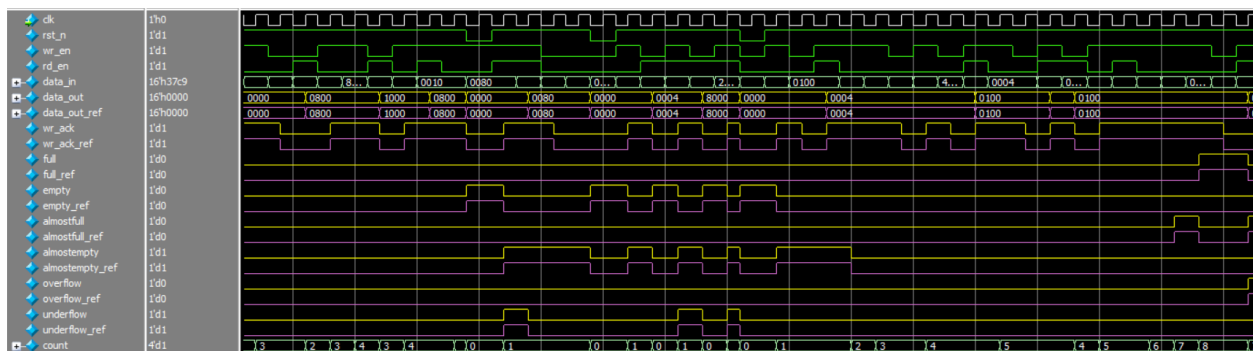 clk 1'h0
rst_n 1'd1
wr_en 1'd1
rd_en 1'd1
data_in 16'h37c9 8... 0010 0080 0... 2... 0100 4... 0004 0... 0...
data_out 16'h0000 0000 0800 1000 0800 0000 0080 0000 0004 8000 0000 0004 0100 0100
data_out_ref 16'h0000 0000 0800 1000 0800 0000 0080 0000 0004 8000 0000 0004 0100 0100
wr_ack 1'd1
wr_ack_ref 1'd1
full 1'd0
full_ref 1'd0
empty 1'd0
empty_ref 1'd0
almostfull 1'd0
almostfull_ref 1'd0
almostempty 1'd1
almostempty_ref 1'd1
overflow 1'd0
overflow_ref 1'd0
underflow 1'd1
underflow_ref 1'd1
count 4'd1 3 2 3 4 3 4 0 1 0 1 0 1 0 0 1 2 3 4 5 4 5 6 7 8